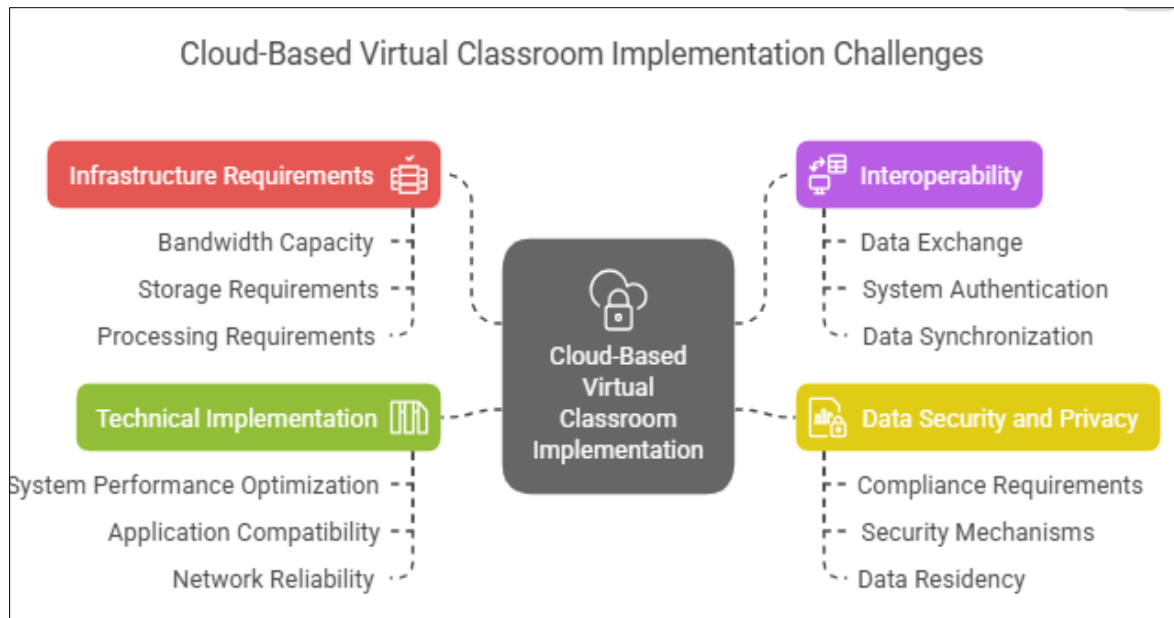 Cloud-Based Virtual Classroom Implementation Challenges
Infrastructure Requirements
Bandwidth Capacity
Storage Requirements
Processing Requirements
Technical Implementation
System Performance Optimization
Application Compatibility
Network Reliability
Cloud-Based
Virtual
Classroom
Implementation
Interoperability
Data Exchange
System Authentication
Data Synchronization
Data Security and Privacy
Compliance Requirements
Security Mechanisms
Data Residency